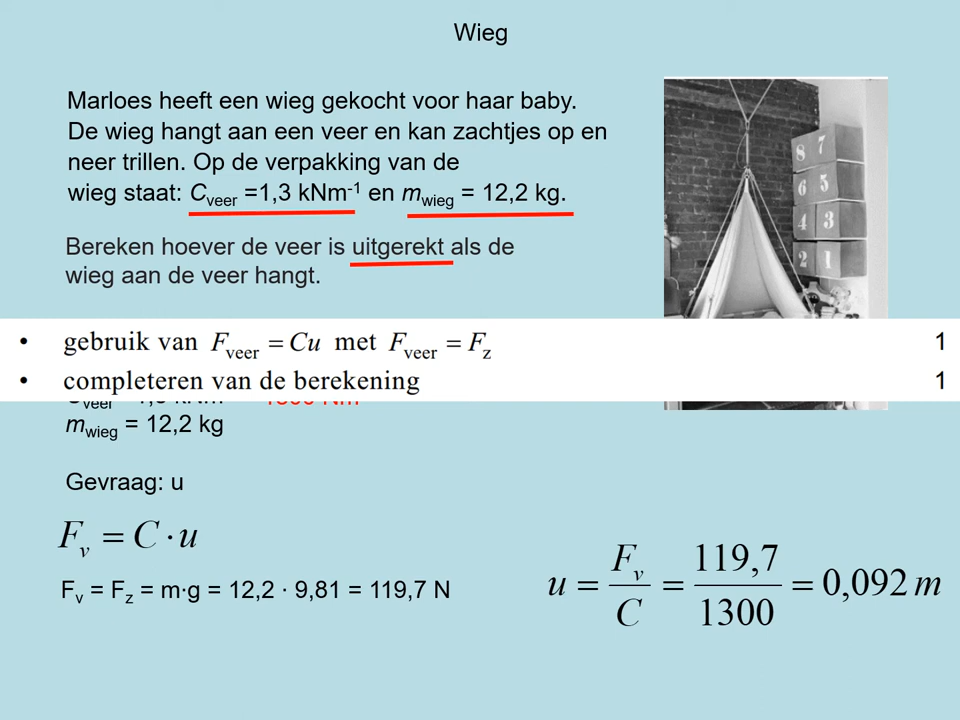 Wieg
Marloes heeft een wieg gekocht voor haar baby.
De wieg hangt aan een veer en kan zachtjes op en
neer trillen. Op de verpakking van de
wieg staat: Cveer =1,3 kNm-1 en mwieg = 12,2 kg.
Bereken hoever de veer is uitgerekt als de
wieg aan de veer hangt.
8 7
6 5
4 3
2 1
• gebruik van Fveer = Cu met Fveer = Fz 1
• completeren van de berekening 1
mwieg = 12,2 kg
Gevraag: u
Fv = C · u
Fv = Fz = m·g = 12,2 · 9,81 = 119,7 N
u = Fv / C = 119,7 / 1300 = 0,092 m